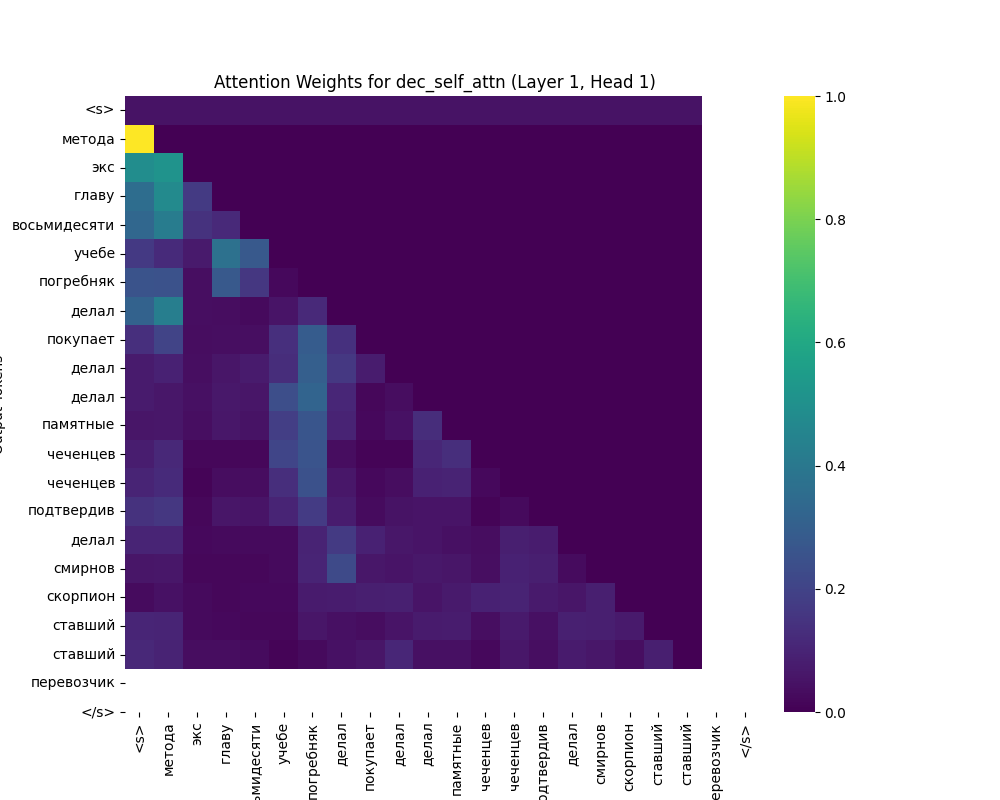 Attention Weights for dec_self_attn (Layer 1, Head 1)
<s>
метода
экс
главу
восьмидесяти
учебе
погребняк
делал
покупает
делал
делал
памятные
чеченцев
чеченцев
подтвердив
делал
смирнов
скорпион
ставший
ставший
перевозчик
</s>
1.0
0.8
0.6
0.4
0.2
0.0
<s>
метода
экс
главу
ьмидесяти
учебе
погребняк
делал
покупает
делал
делал
памятные
чеченцев
чеченцев
одтвердив
делал
смирнов
скорпион
ставший
ставший
еревозчик
</s>